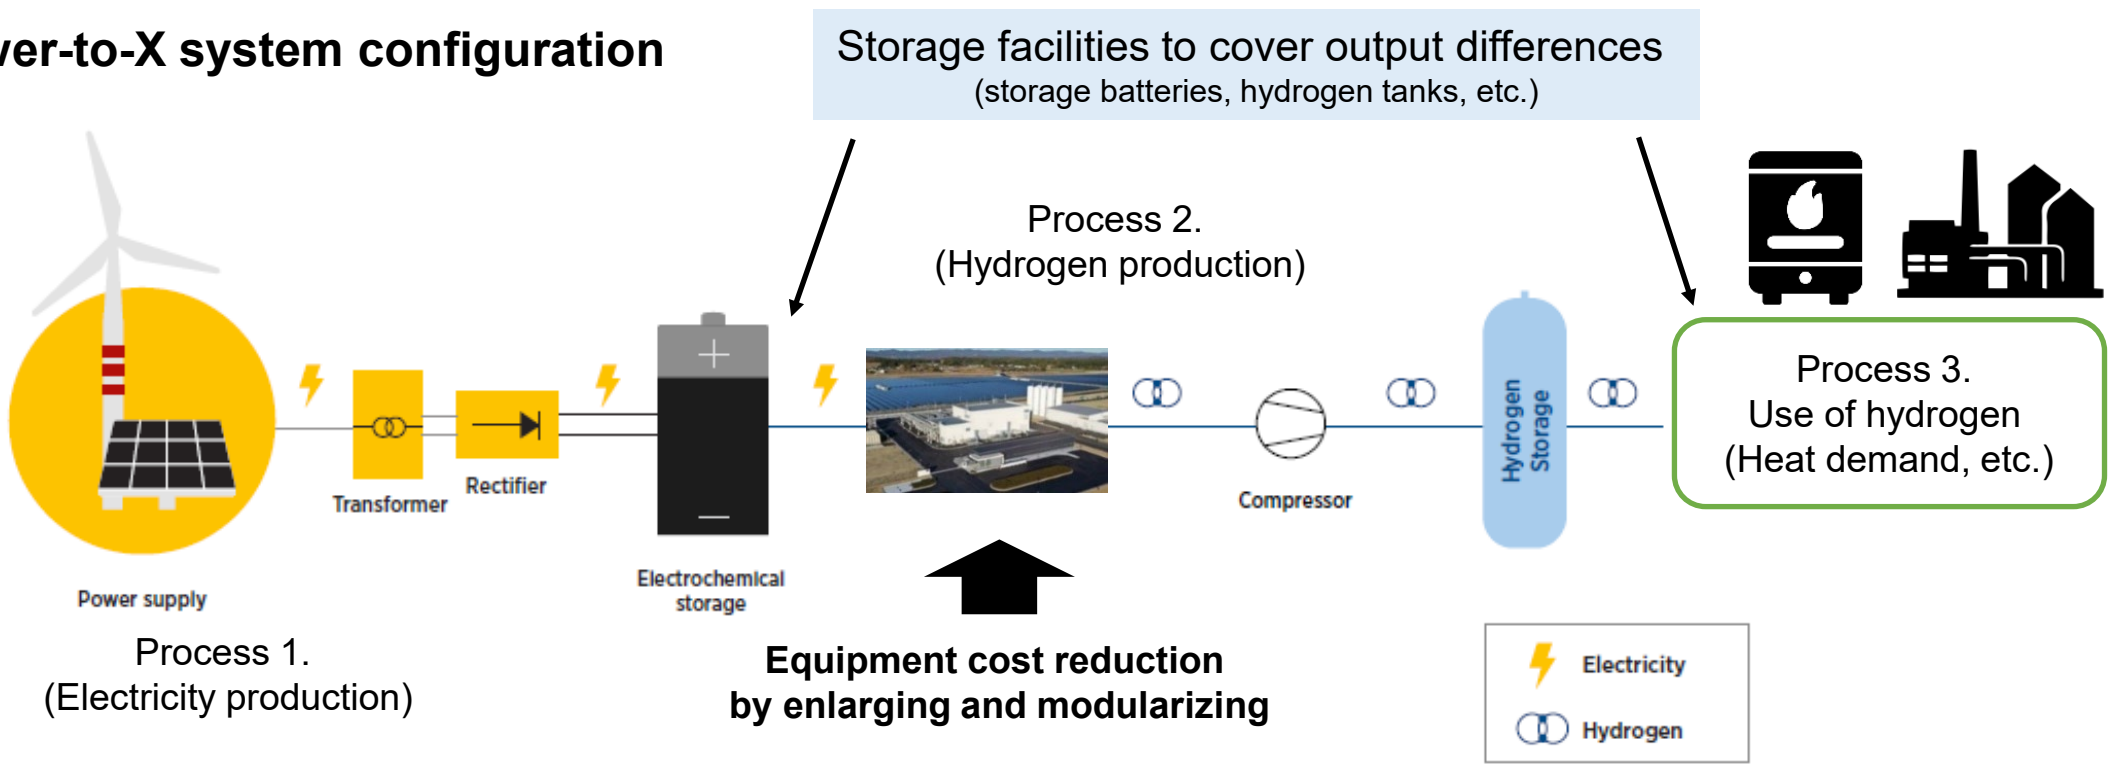 ver-to-X system configuration
Storage facilities to cover output differences
(storage batteries, hydrogen tanks, etc.)
Process 2.
(Hydrogen production)
Process 3.
Use of hydrogen
(Heat demand, etc.)
Hydrogen
Storage
Transformer
Rectifier
Compressor
Electrochemical
storage
Power supply
Process 1.
(Electricity production)
Equipment cost reduction
by enlarging and modularizing
Electricity
Hydrogen